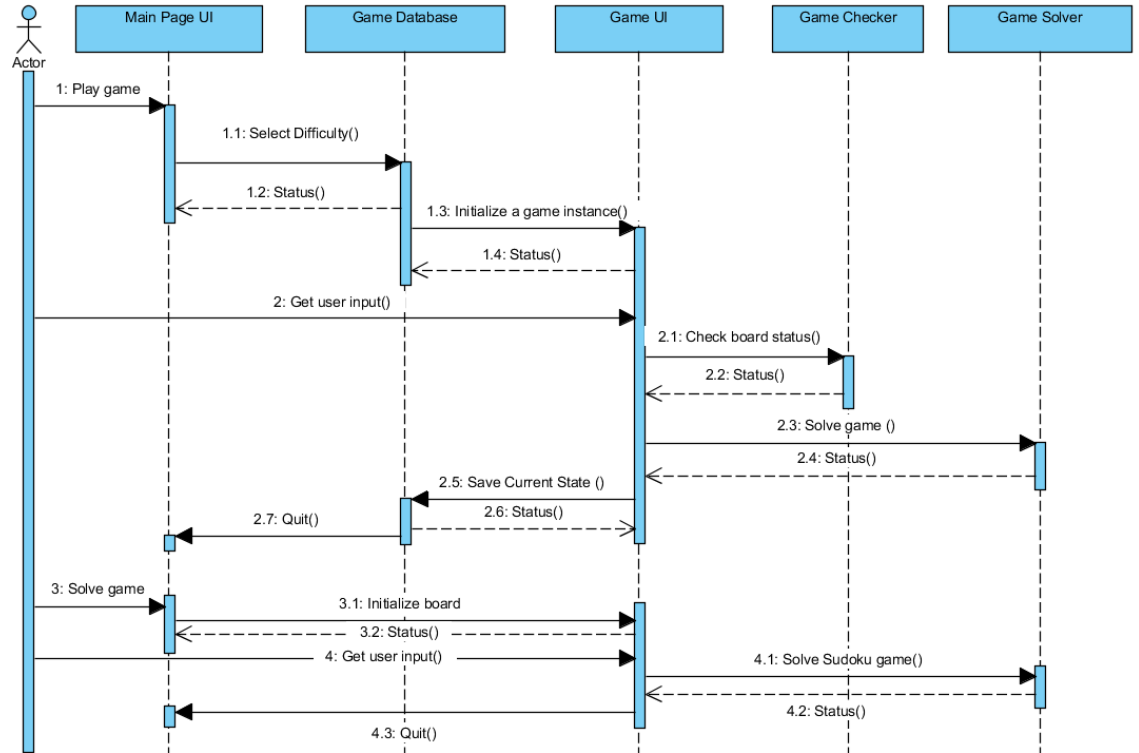 Main Page UI
Game Database
Game UI
Game Checker
Game Solver
Actor
1: Play game
1.1: Select Difficulty()
1.2: Status()
1.3: Initialize a game instance()
1.4: Status()
2: Get user input()
2.1: Check board status()
2.2: Status()
2.3: Solve game ()
2.4: Status()
2.5: Save Current State ()
2.6: Status()
2.7: Quit()
3: Solve game
3.1: Initialize board
3.2: Status()
4: Get user input()
4.1: Solve Sudoku game()
4.2: Status()
4.3: Quit()